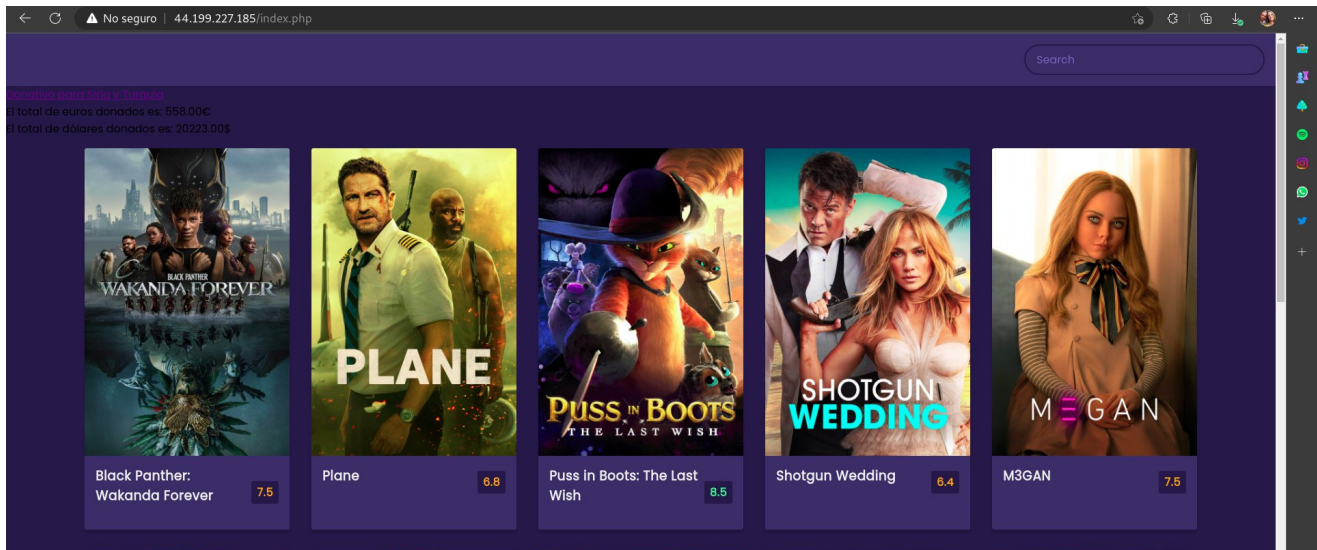 No seguro | 44.199.227.185/index.php
Search
Donativo para Siria y Turquía
El total de euros donados es: 558.00€
El total de dólares donados es: 20223.00$
BLACK PANTHER
WAKANDA FOREVER
PLANE
PUSS IN BOOTS
THE LAST WISH
SHOTGUN
WEDDING
M3GAN
Black Panther:
Wakanda Forever
7.5
Plane
6.8
Puss in Boots: The Last
Wish
8.5
Shotgun Wedding
6.4
M3GAN
7.5